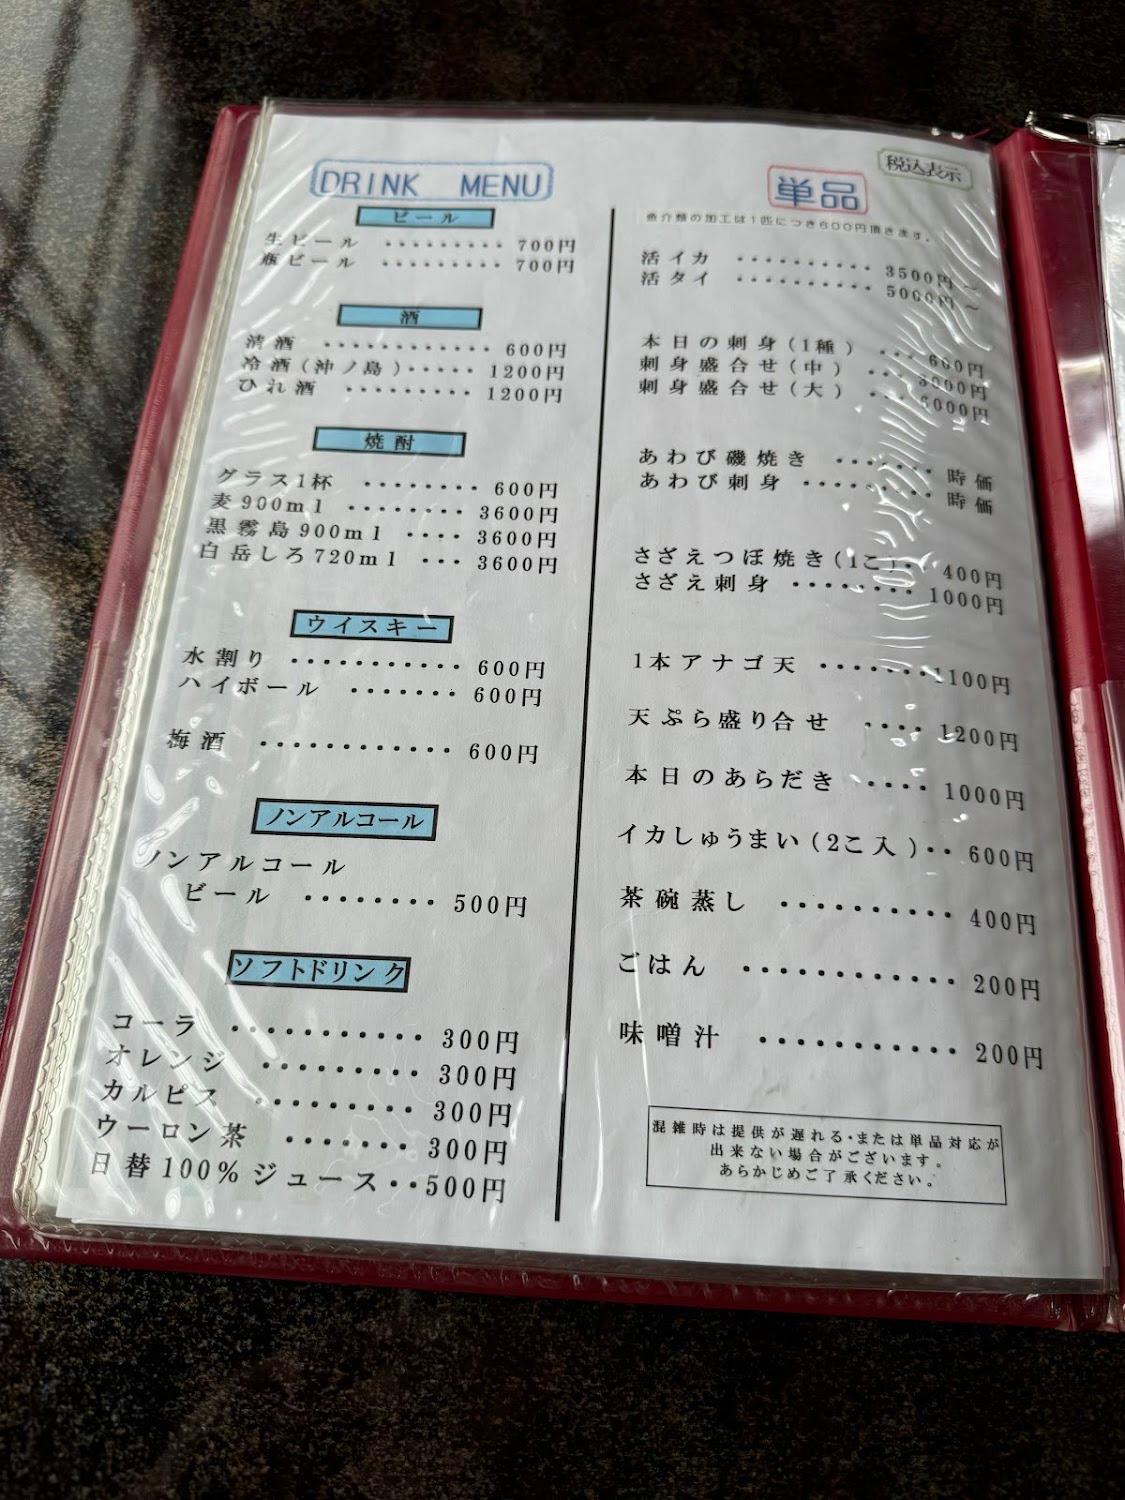 DRINK MENU
ビール
生ビール ・・・・・・・・・ 700円
瓶ビール ・・・・・・・・・ 700円
酒
清酒 ・・・・・・・・・・・・ 600円
冷酒(沖ノ島)・・・・・ 1200円
ひれ酒 ・・・・・・・・・ 1200円
焼酎
グラス1杯 ・・・・・・・・ 600円
麦900ml ・・・・・・・・ 3600円
黒霧島900ml ・・・・ 3600円
白岳しろ720ml ・・・ 3600円
ウイスキー
水割り ・・・・・・・・・・・ 600円
ハイボール ・・・・・・・ 600円
梅酒 ・・・・・・・・・・・・ 600円
ノンアルコール
ノンアルコール
ビール ・・・・・・・・ 500円
ソフトドリンク
コーラ ・・・・・・・・・・・ 300円
オレンジ ・・・・・・・・・ 300円
カルピス ・・・・・・・・・ 300円
ウーロン茶 ・・・・・・・ 300円
日替100%ジュース・・500円
税込表示
単品
魚介類の加工は1匹につき600円頂きます。
活イカ ・・・・・・・・・・ 3500円~
活タイ ・・・・・・・・・・ 5000円~
本日の刺身(1種) ・・・ 600円
刺身盛合せ(中) ・・・ 3000円
刺身盛合せ(大) ・・・ 5000円
あわび磯焼き ・・・・・・・ 時価
あわび刺身 ・・・・・・・・・ 時価
さざえつぼ焼き(1こ)・・ 400円
さざえ刺身 ・・・・・・・・ 1000円
1本アナゴ天 ・・・・・・・1100円
天ぷら盛り合せ ・・・・ 1200円
本日のあらだき ・・・・ 1000円
イカしゅうまい(2こ入)・・ 600円
茶碗蒸し ・・・・・・・・・・ 400円
ごはん ・・・・・・・・・・・・ 200円
味噌汁 ・・・・・・・・・・・ 200円
混雑時は提供が遅れる・または単品対応が
出来ない場合がございます。
あらかじめご了承ください。